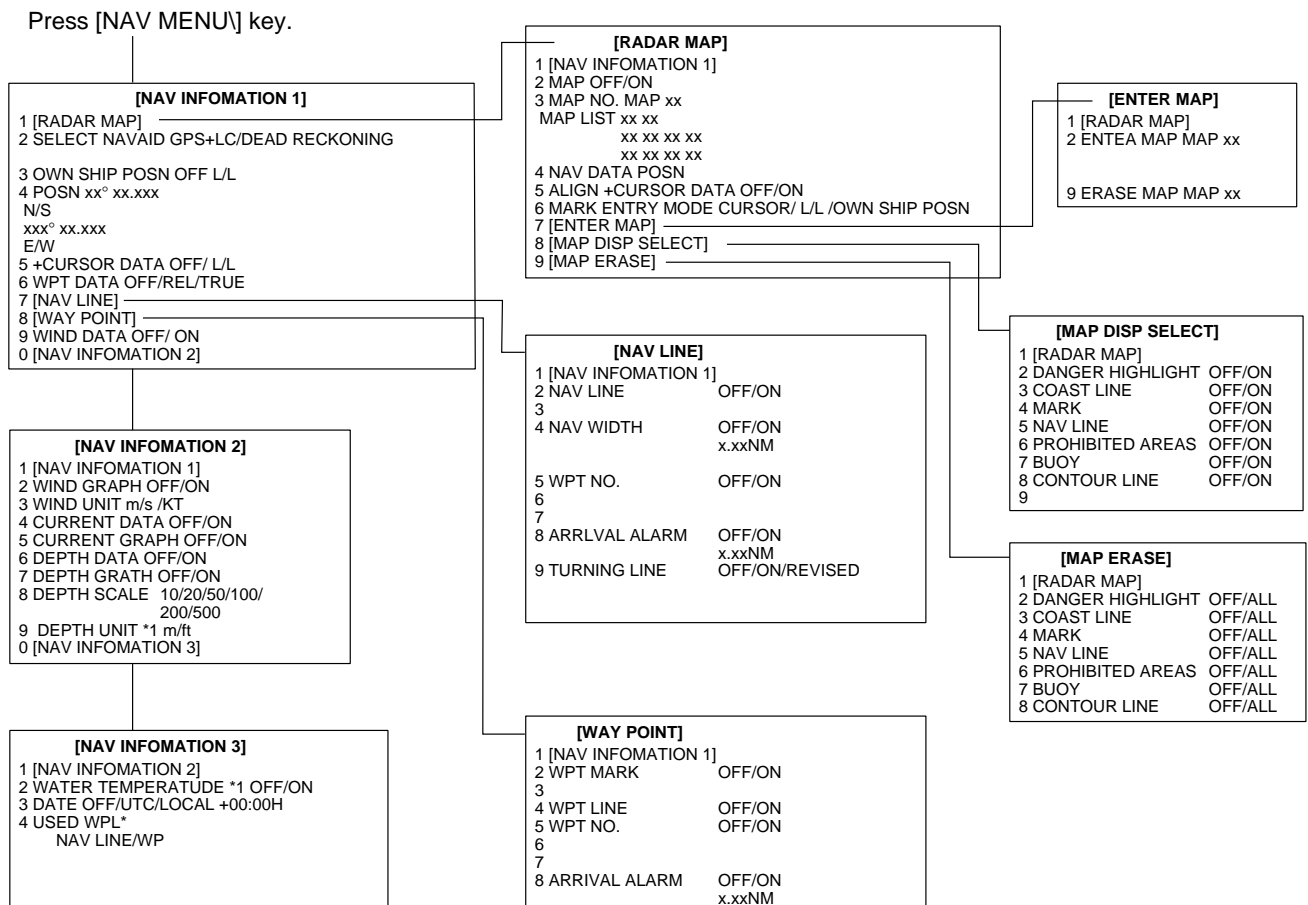 Press [NAV MENU\] key.
[NAV INFOMATION 1]
1 [RADAR MAP]
2 SELECT NAVAID GPS+LC/DEAD RECKONING
3 OWN SHIP POSN OFF L/L
4 POSN xx° xx.xxx
N/S
xxx° xx.xxx
E/W
5 +CURSOR DATA OFF/ L/L
6 WPT DATA OFF/REL/TRUE
7 [NAV LINE]
8 [WAY POINT]
9 WIND DATA OFF/ ON
0 [NAV INFOMATION 2]
[NAV INFOMATION 2]
1 [NAV INFOMATION 1]
2 WIND GRAPH OFF/ON
3 WIND UNIT m/s /KT
4 CURRENT DATA OFF/ON
5 CURRENT GRAPH OFF/ON
6 DEPTH DATA OFF/ON
7 DEPTH GRATH OFF/ON
8 DEPTH SCALE 10/20/50/100/
200/500
9 DEPTH UNIT *1 m/ft
0 [NAV INFOMATION 3]
[NAV INFOMATION 3]
1 [NAV INFOMATION 2]
2 WATER TEMPERATUDE *1 OFF/ON
3 DATE OFF/UTC/LOCAL +00:00H
4 USED WPL*
NAV LINE/WP
[RADAR MAP]
1 [NAV INFOMATION 1]
2 MAP OFF/ON
3 MAP NO. MAP xx
MAP LIST xx xx
xx xx xx xx
xx xx xx xx
4 NAV DATA POSN
5 ALIGN +CURSOR DATA OFF/ON
6 MARK ENTRY MODE CURSOR/ L/L /OWN SHIP POSN
7 [ENTER MAP]
8 [MAP DISP SELECT]
9 [MAP ERASE]
[NAV LINE]
1 [NAV INFOMATION 1]
2 NAV LINE OFF/ON
3
4 NAV WIDTH OFF/ON
x.xxNM
5 WPT NO. OFF/ON
6
7
8 ARRLVAL ALARM OFF/ON
x.xxNM
9 TURNING LINE OFF/ON/REVISED
[WAY POINT]
1 [NAV INFOMATION 1]
2 WPT MARK OFF/ON
3
4 WPT LINE OFF/ON
5 WPT NO. OFF/ON
6
7
8 ARRIVAL ALARM OFF/ON
x.xxNM
[ENTER MAP]
1 [RADAR MAP]
2 ENTEA MAP MAP xx
9 ERASE MAP MAP xx
[MAP DISP SELECT]
1 [RADAR MAP]
2 DANGER HIGHLIGHT OFF/ON
3 COAST LINE OFF/ON
4 MARK OFF/ON
5 NAV LINE OFF/ON
6 PROHIBITED AREAS OFF/ON
7 BUOY OFF/ON
8 CONTOUR LINE OFF/ON
9
[MAP ERASE]
1 [RADAR MAP]
2 DANGER HIGHLIGHT OFF/ALL
3 COAST LINE OFF/ALL
4 MARK OFF/ALL
5 NAV LINE OFF/ALL
6 PROHIBITED AREAS OFF/ALL
7 BUOY OFF/ALL
8 CONTOUR LINE OFF/ALL